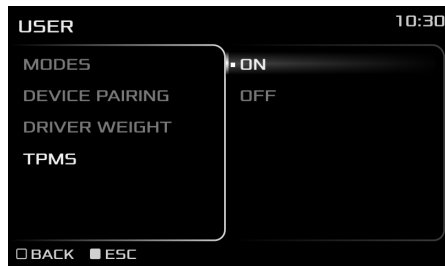 USER 10:30
MODES
DEVICE PAIRING
DRIVER WEIGHT
TPMS
ON
OFF
BACK ESC